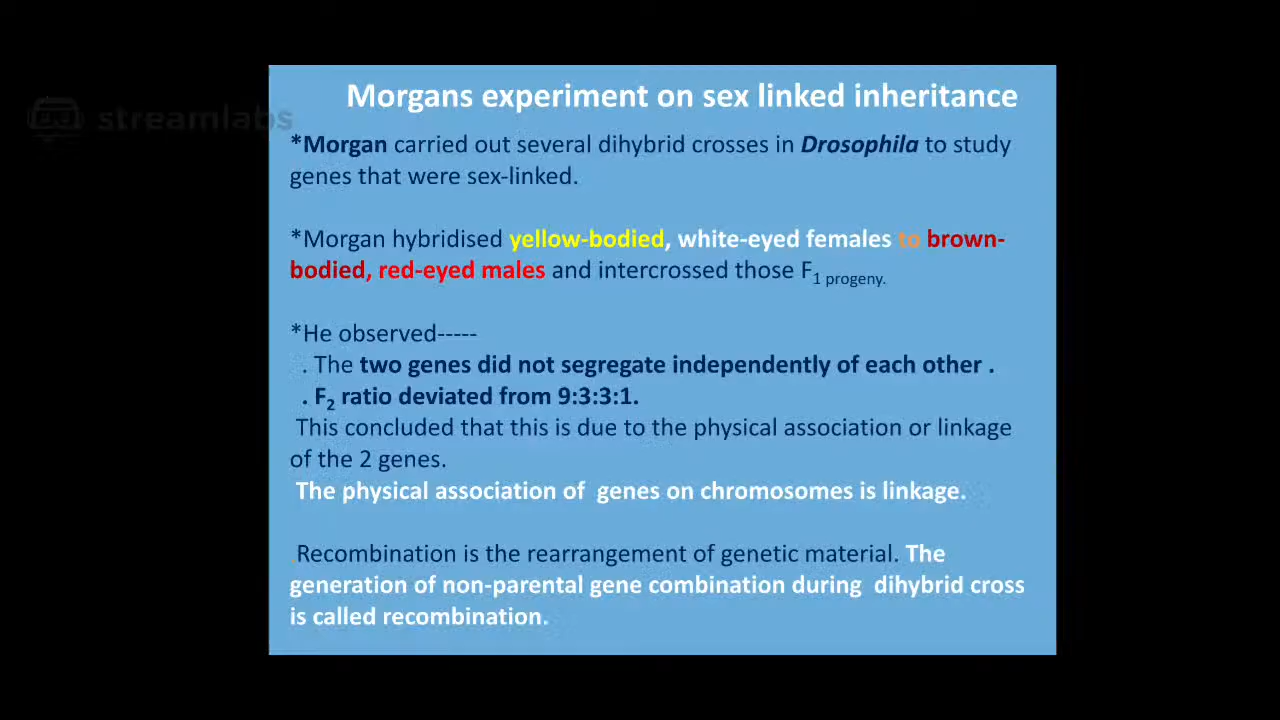 Morgans experiment on sex linked inheritance
streamlabs
*Morgan carried out several dihybrid crosses in Drosophila to study
genes that were sex-linked.
*Morgan hybridised yellow-bodied, white-eyed females to brown-
bodied, red-eyed males and intercrossed those F1 progeny.
*He observed-----
. The two genes did not segregate independently of each other .
. F2 ratio deviated from 9:3:3:1.
This concluded that this is due to the physical association or linkage
of the 2 genes.
The physical association of genes on chromosomes is linkage.
Recombination is the rearrangement of genetic material. The
generation of non-parental gene combination during dihybrid cross
is called recombination.